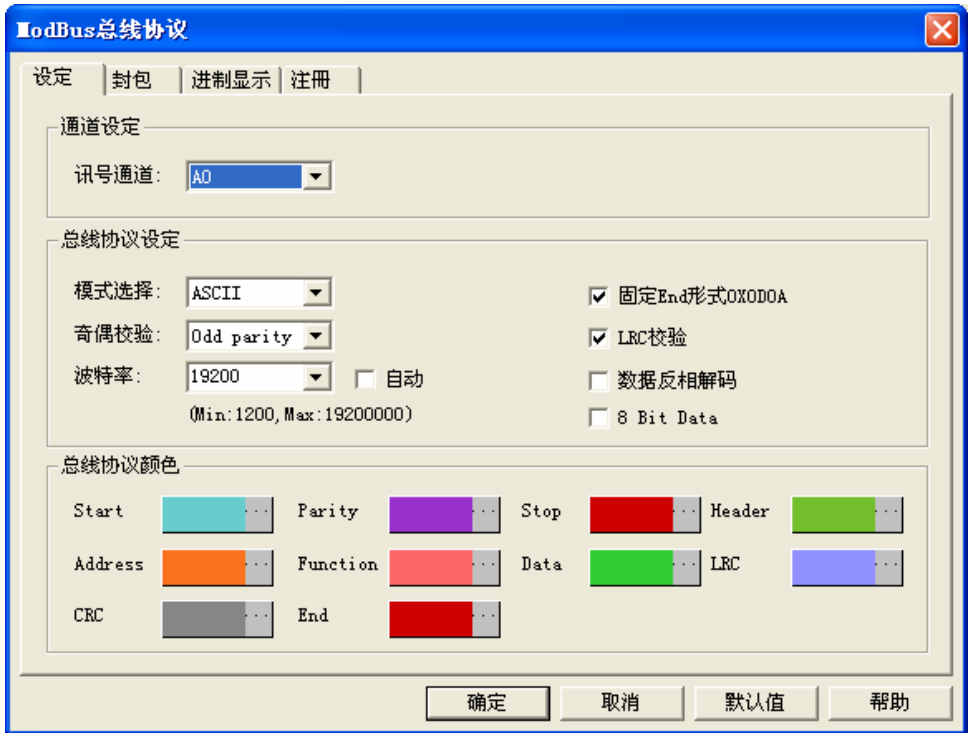 ModBus总线协议
设定 封包 进制显示 注册
通道设定
讯号通道: A0
总线协议设定
模式选择: ASCII 固定End形式0X0D0A
奇偶校验: Odd parity LRC校验
波特率: 19200 自动 数据反相解码
(Min:1200,Max:19200000) 8 Bit Data
总线协议颜色
Start ... Parity ... Stop ... Header ...
Address ... Function ... Data ... LRC ...
CRC ... End ...
确定 取消 默认值 帮助